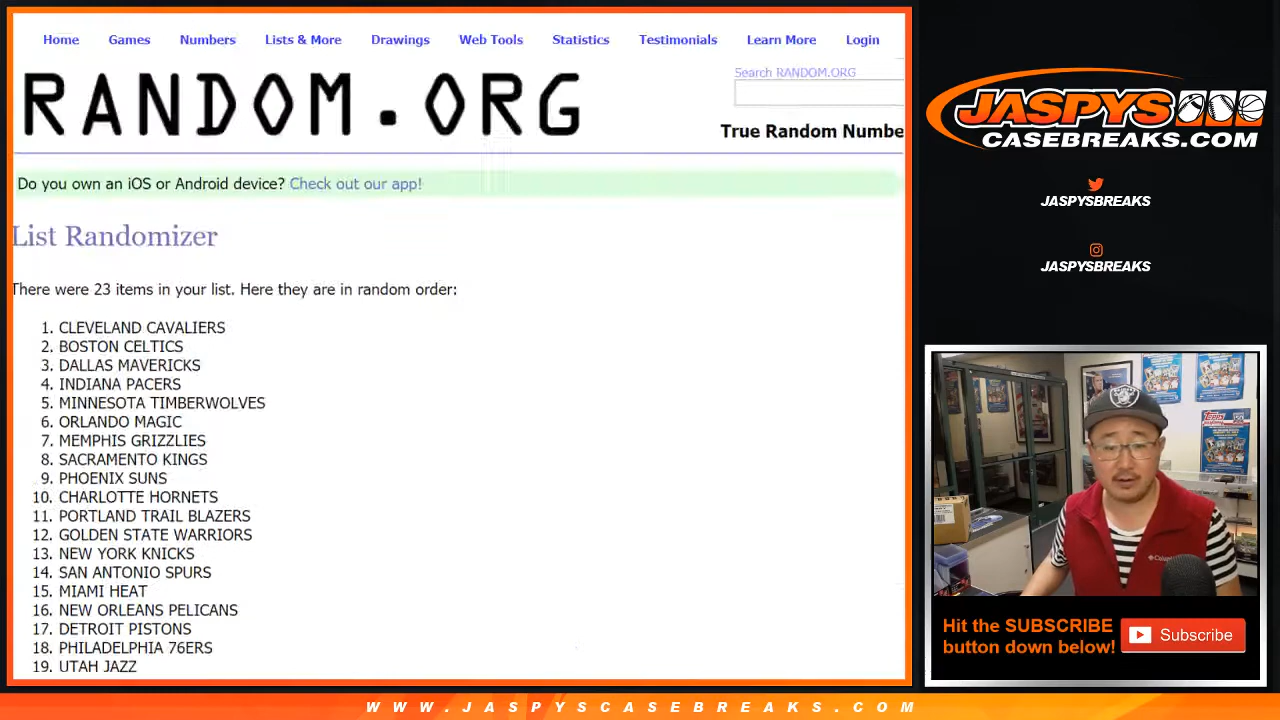 Home Games Numbers Lists & More Drawings Web Tools Statistics Testimonials Learn More Login
RANDOM.ORG
Search RANDOM.ORG
True Random Numbe
Do you own an iOS or Android device? Check out our app!
List Randomizer
There were 23 items in your list. Here they are in random order:
1. CLEVELAND CAVALIERS
2. BOSTON CELTICS
3. DALLAS MAVERICKS
4. INDIANA PACERS
5. MINNESOTA TIMBERWOLVES
6. ORLANDO MAGIC
7. MEMPHIS GRIZZLIES
8. SACRAMENTO KINGS
9. PHOENIX SUNS
10. CHARLOTTE HORNETS
11. PORTLAND TRAIL BLAZERS
12. GOLDEN STATE WARRIORS
13. NEW YORK KNICKS
14. SAN ANTONIO SPURS
15. MIAMI HEAT
16. NEW ORLEANS PELICANS
17. DETROIT PISTONS
18. PHILADELPHIA 76ERS
19. UTAH JAZZ
JASPYS
CASEBREAKS.COM
JASPYSBREAKS
JASPYSBREAKS
topps
Columbia
Hit the SUBSCRIBE
button down below!
Subscribe
WWW.JASPYSCASEBREAKS.COM